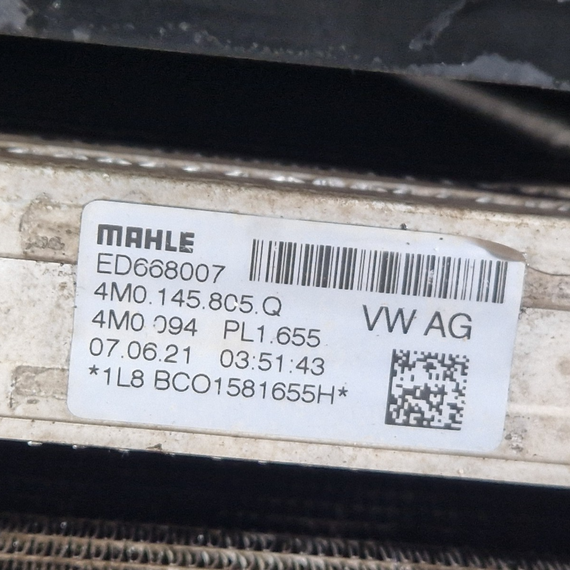 MAHLE
ED668007
4M0.145.805.Q
4M0.094 PL1.655
VW AG
07.06.21 03:51:43
*1L8 BCO1581655H*